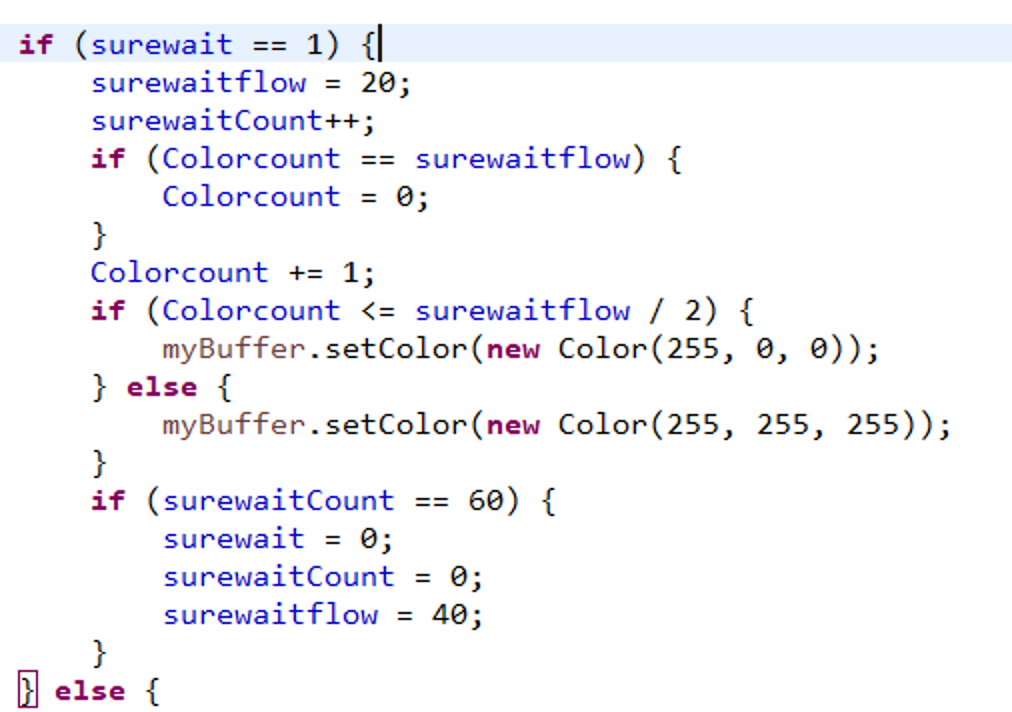 if (surewait == 1) {
    surewaitflow = 20;
    surewaitCount++;
    if (Colorcount == surewaitflow) {
        Colorcount = 0;
    }
    Colorcount += 1;
    if (Colorcount <= surewaitflow / 2) {
        myBuffer.setColor(new Color(255, 0, 0));
    } else {
        myBuffer.setColor(new Color(255, 255, 255));
    }
    if (surewaitCount == 60) {
        surewait = 0;
        surewaitCount = 0;
        surewaitflow = 40;
    }
} else {